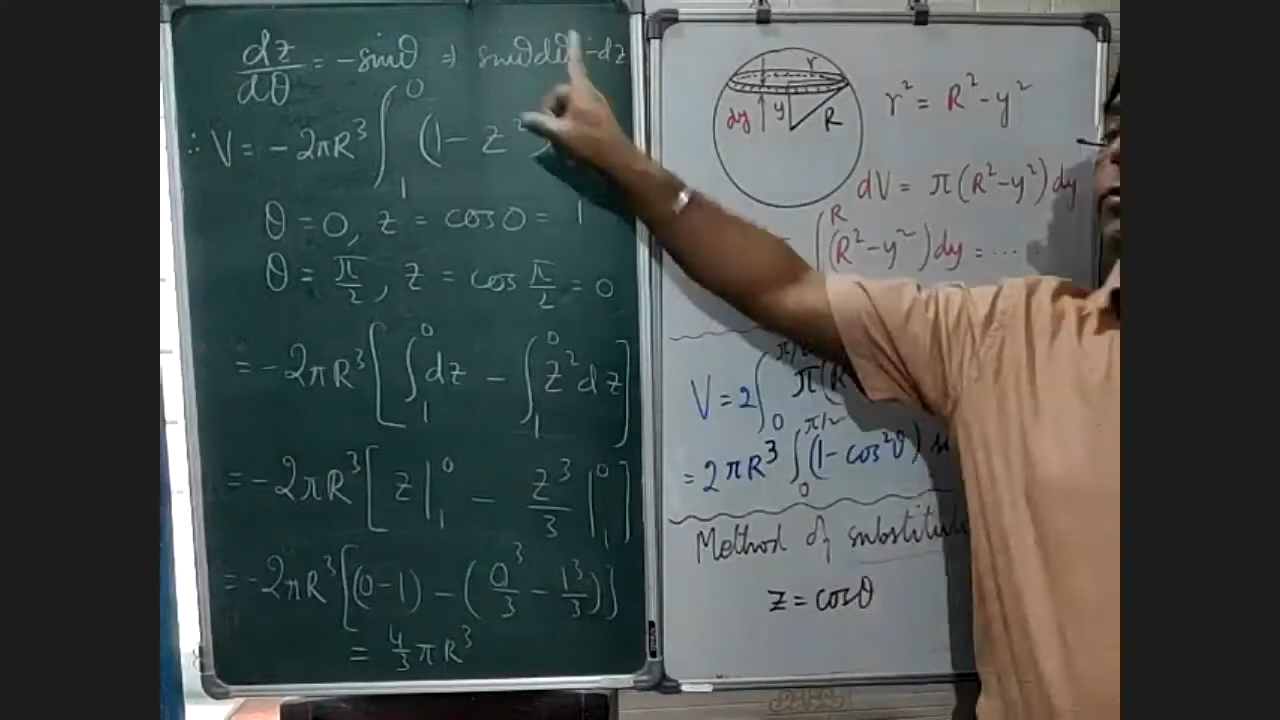 dz/dθ = -sinθ ⇒ sinθdθ = -dz
∴ V = -2πR³ ∫₁⁰ (1 - z²)
θ = 0, z = cos0 = 1
θ = π/2, z = cos π/2 = 0
= -2πR³ [ ∫₁⁰ dz - ∫₁⁰ z² dz ]
= -2πR³ [ z |₁⁰ - z³/3 |₁⁰ ]
= -2πR³ [ (0-1) - ( 0³/3 - 1³/3 ) ]
= 4/3 πR³
r
dy y R
r² = R² - y²
dV = π(R² - y²) dy
∫ᴿ (R² - y²) dy = ....
V = 2 ∫₀ π(R
= 2πR³ ∫₀^(π/2) (1 - cos²θ)
Method of
z = cosθ